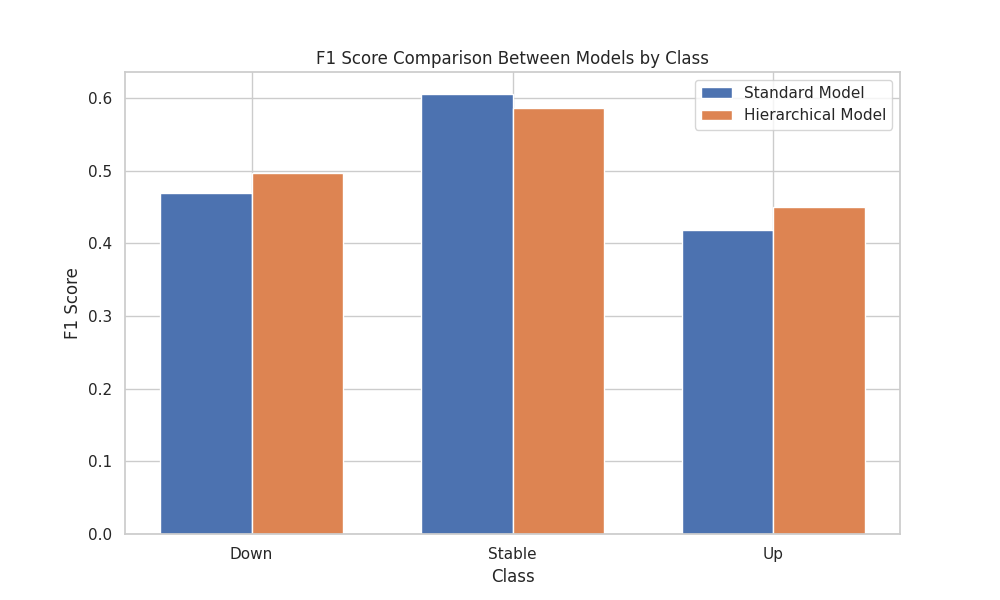 F1 Score Comparison Between Models by Class
Standard Model
Hierarchical Model
F1 Score
0.6
0.5
0.4
0.3
0.2
0.1
0.0
Down
Stable
Up
Class